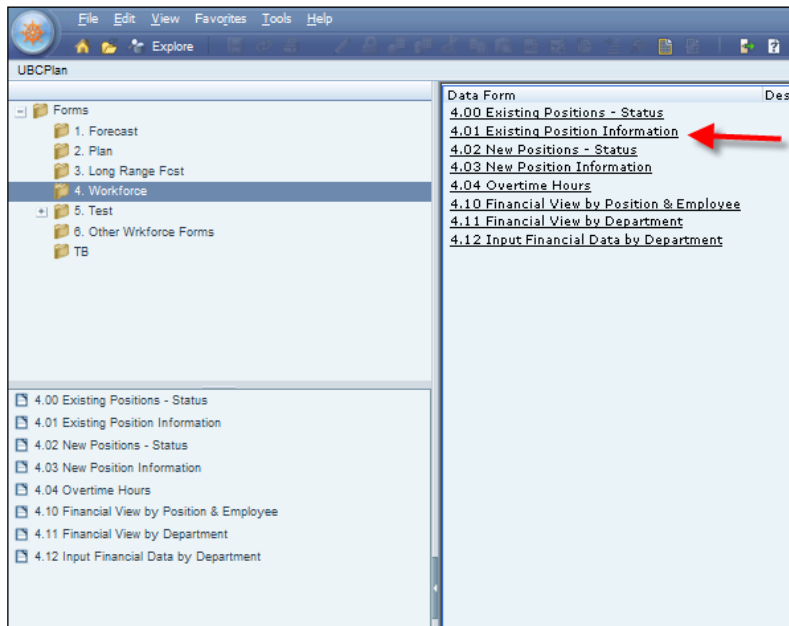 File Edit View Favorites Tools Help
Explore
UBCPlan
Forms
1. Forecast
2. Plan
3. Long Range Fcst
4. Workforce
5. Test
6. Other Wrkforce Forms
TB
4.00 Existing Positions - Status
4.01 Existing Position Information
4.02 New Positions - Status
4.03 New Position Information
4.04 Overtime Hours
4.10 Financial View by Position & Employee
4.11 Financial View by Department
4.12 Input Financial Data by Department
Data Form Des
4.00 Existing Positions - Status
4.01 Existing Position Information
4.02 New Positions - Status
4.03 New Position Information
4.04 Overtime Hours
4.10 Financial View by Position & Employee
4.11 Financial View by Department
4.12 Input Financial Data by Department